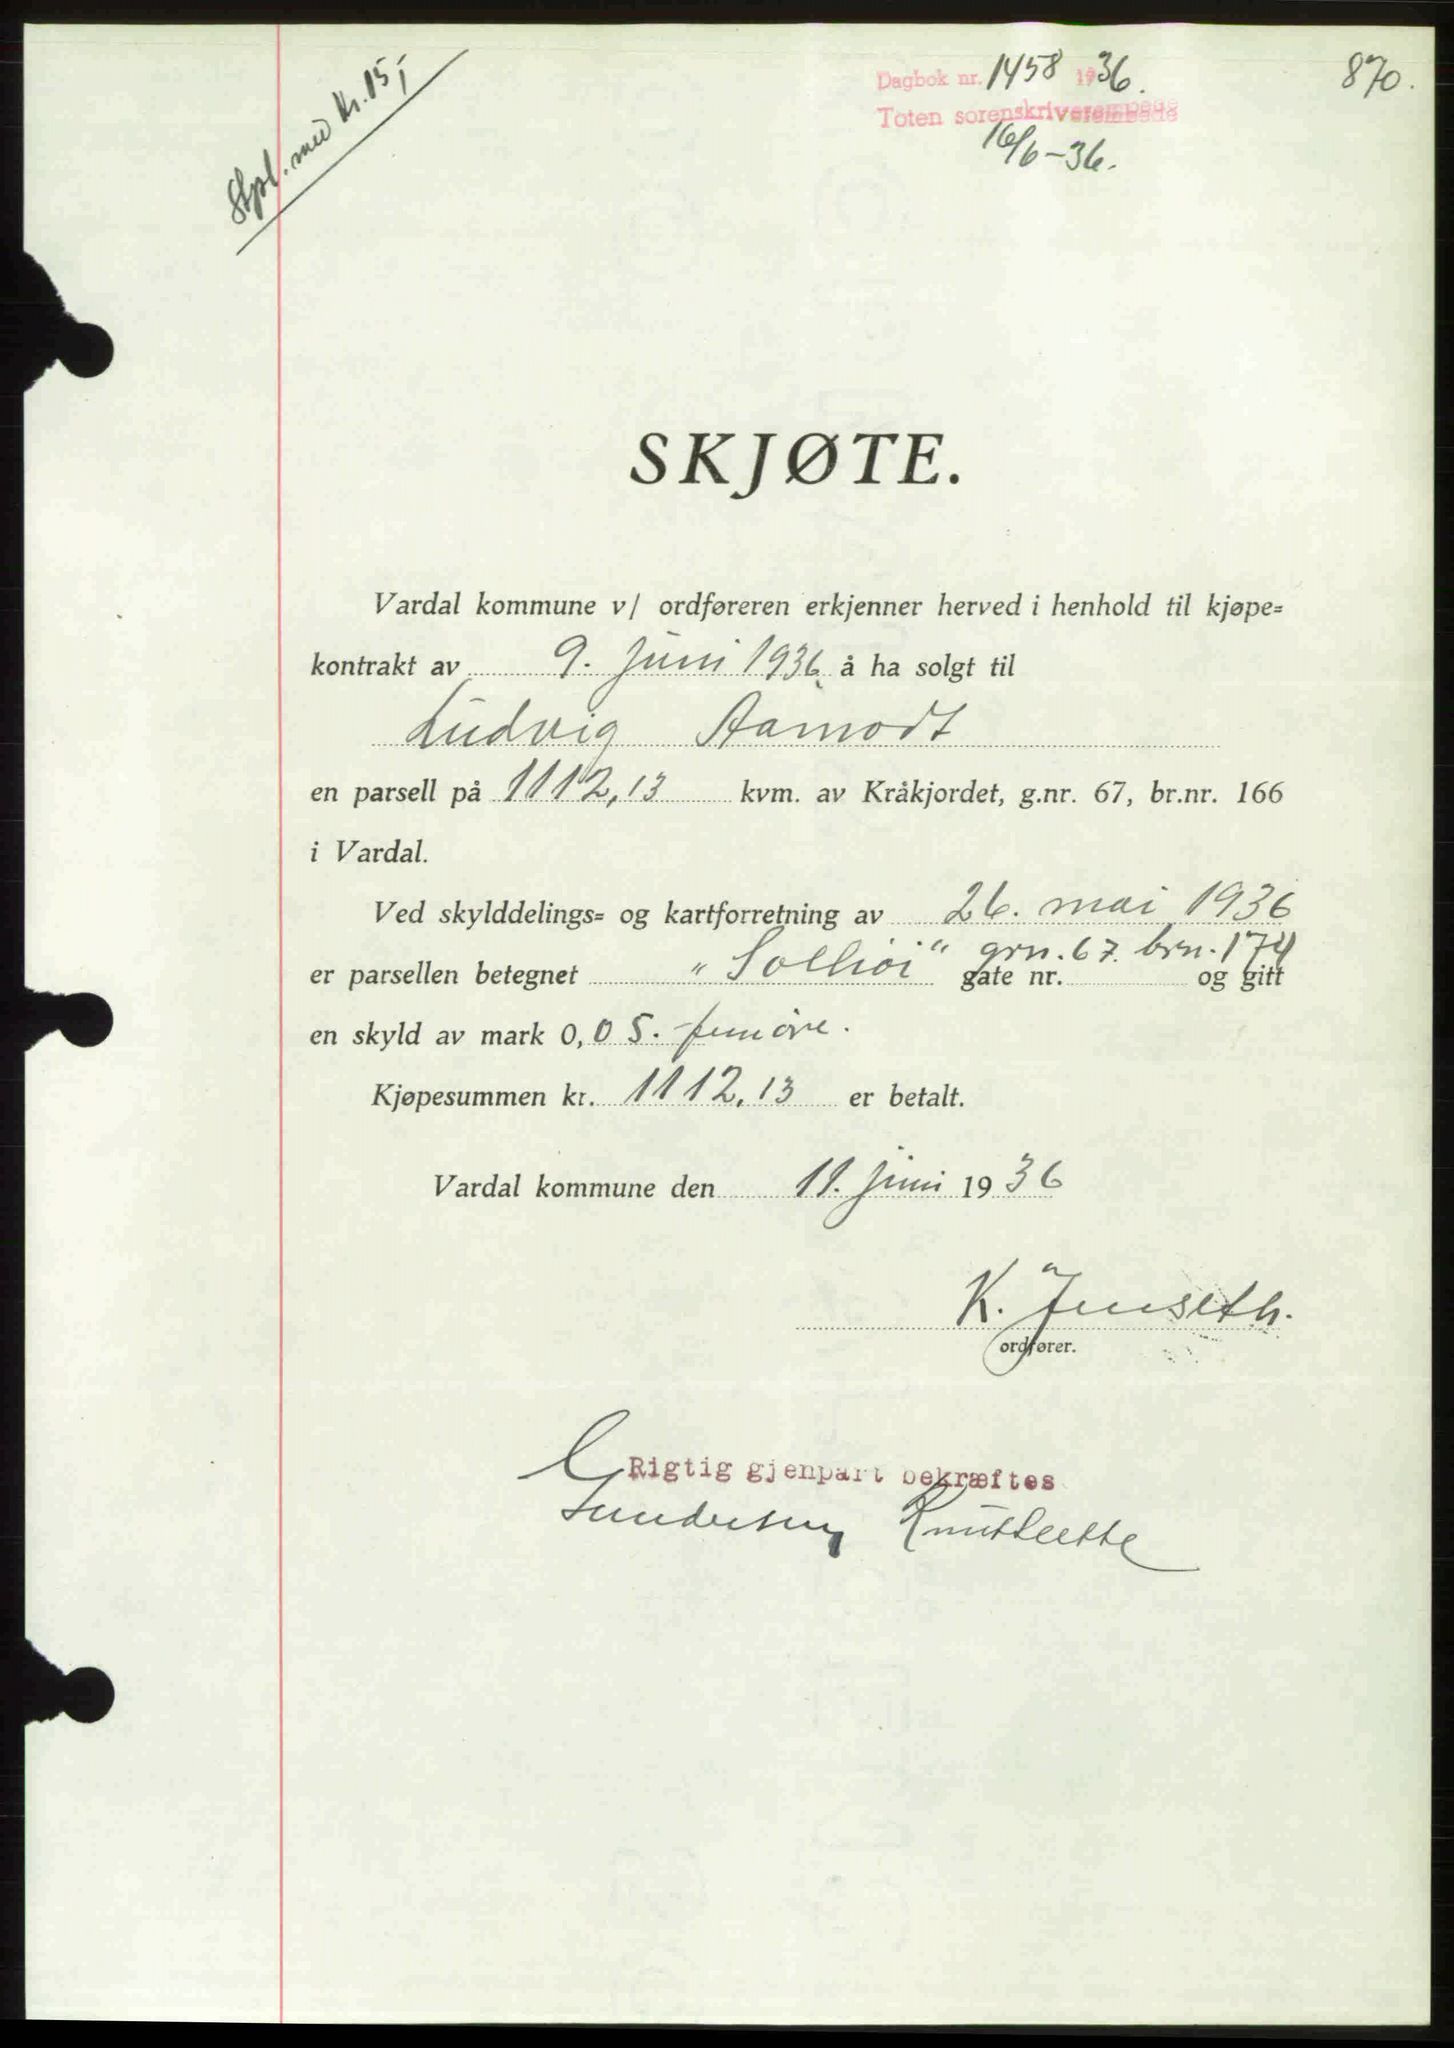 870.
Dagbok nr. 1458 1936.
Toten sorenskriverembede
16/6-36.
Stpl. med Kr. 15,-
SKJØTE.
Vardal kommune v/ ordføreren erkjenner herved i henhold til kjøpe=
kontrakt av 9. juni 1936 å ha solgt til
Ludvig Aamodt
en parsell på 1112,13 kvm. av Kråkjordet, g.nr. 67, br.nr. 166
i Vardal.
Ved skylddelings= og kartforretning av 26. mai 1936
grn. 67. brn. 174
er parsellen betegnet „Solhøi“ gate nr. og gitt
en skyld av mark 0,05. fem øre.
Kjøpesummen kr. 1112,13 er betalt.
Vardal kommune den 11. juni 1936
K. Jenseth.
ordfører.
Rigtig gjenpart bekræftes
Gundersen